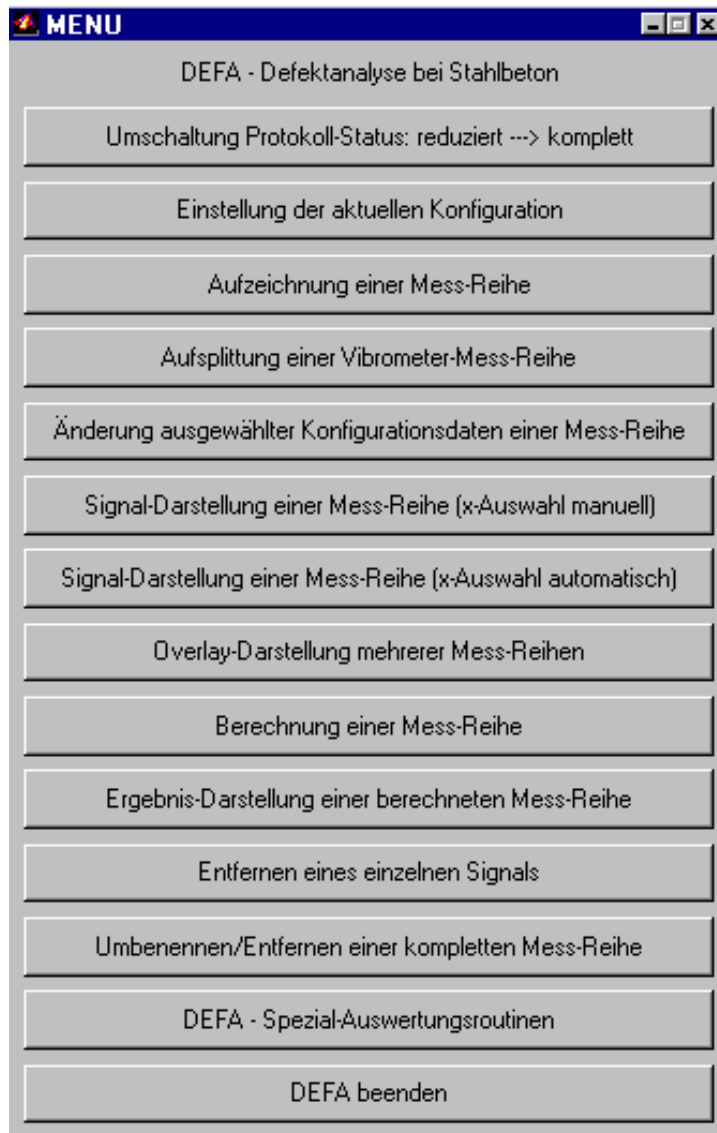 MENU
DEFA - Defektanalyse bei Stahlbeton
Umschaltung Protokoll-Status: reduziert ---> komplett
Einstellung der aktuellen Konfiguration
Aufzeichnung einer Mess-Reihe
Aufsplittung einer Vibrometer-Mess-Reihe
Änderung ausgewählter Konfigurationsdaten einer Mess-Reihe
Signal-Darstellung einer Mess-Reihe (x-Auswahl manuell)
Signal-Darstellung einer Mess-Reihe (x-Auswahl automatisch)
Overlay-Darstellung mehrerer Mess-Reihen
Berechnung einer Mess-Reihe
Ergebnis-Darstellung einer berechneten Mess-Reihe
Entfernen eines einzelnen Signals
Umbenennen/Entfernen einer kompletten Mess-Reihe
DEFA - Spezial-Auswertungsroutinen
DEFA beenden